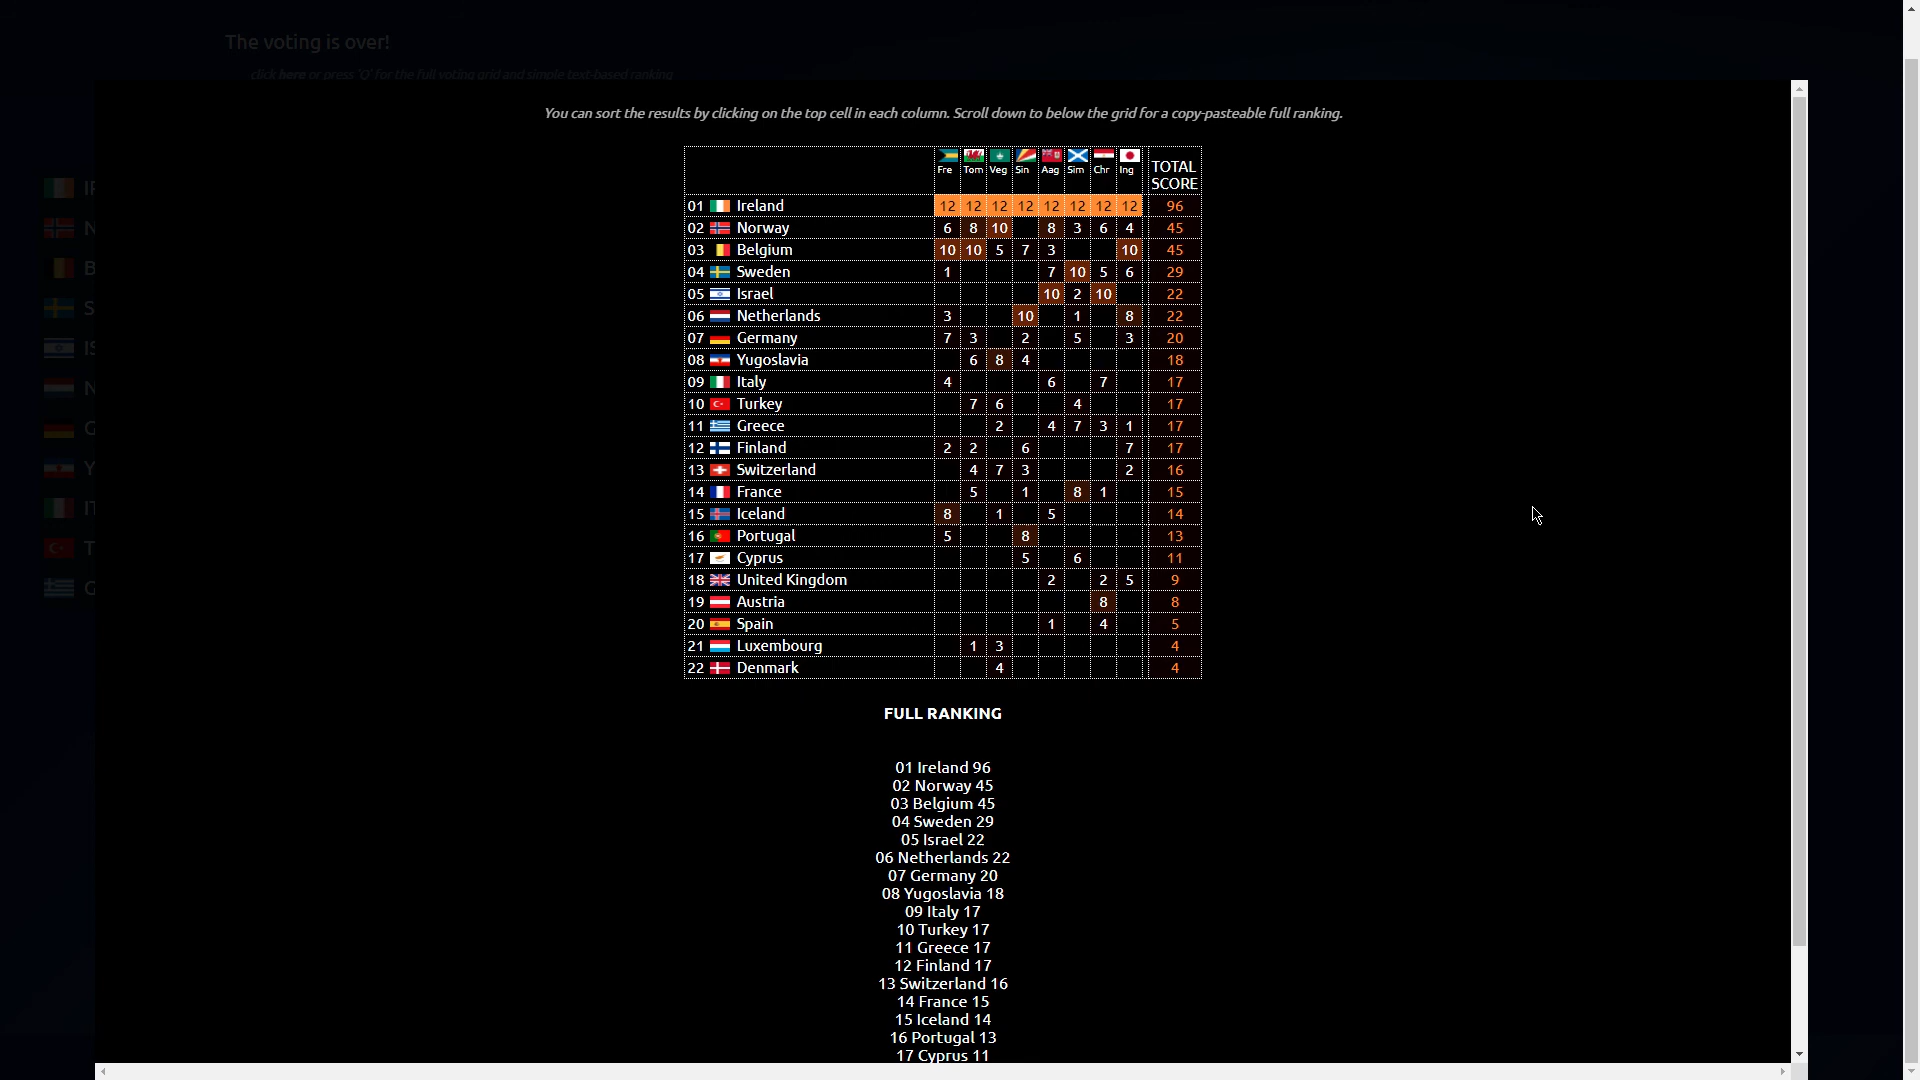 The voting is over!
click here or press 'Q' for the full voting grid and simple text-based ranking
You can sort the results by clicking on the top cell in each column. Scroll down to below the grid for a copy-pasteable full ranking.
Fre Tom Veg Sin Aag Sim Chr Ing TOTAL SCORE
01 Ireland 12 12 12 12 12 12 12 12 96
02 Norway 6 8 10 8 3 6 4 45
03 Belgium 10 10 5 7 3 10 45
04 Sweden 1 7 10 5 6 29
05 Israel 10 2 10 22
06 Netherlands 3 10 1 8 22
07 Germany 7 3 2 5 3 20
08 Yugoslavia 6 8 4 18
09 Italy 4 6 7 17
10 Turkey 7 6 4 17
11 Greece 2 4 7 3 1 17
12 Finland 2 2 6 7 17
13 Switzerland 4 7 3 2 16
14 France 5 1 8 1 15
15 Iceland 8 1 5 14
16 Portugal 5 8 13
17 Cyprus 5 6 11
18 United Kingdom 2 2 5 9
19 Austria 8 8
20 Spain 1 4 5
21 Luxembourg 1 3 4
22 Denmark 4 4
FULL RANKING
01 Ireland 96
02 Norway 45
03 Belgium 45
04 Sweden 29
05 Israel 22
06 Netherlands 22
07 Germany 20
08 Yugoslavia 18
09 Italy 17
10 Turkey 17
11 Greece 17
12 Finland 17
13 Switzerland 16
14 France 15
15 Iceland 14
16 Portugal 13
17 Cyprus 11